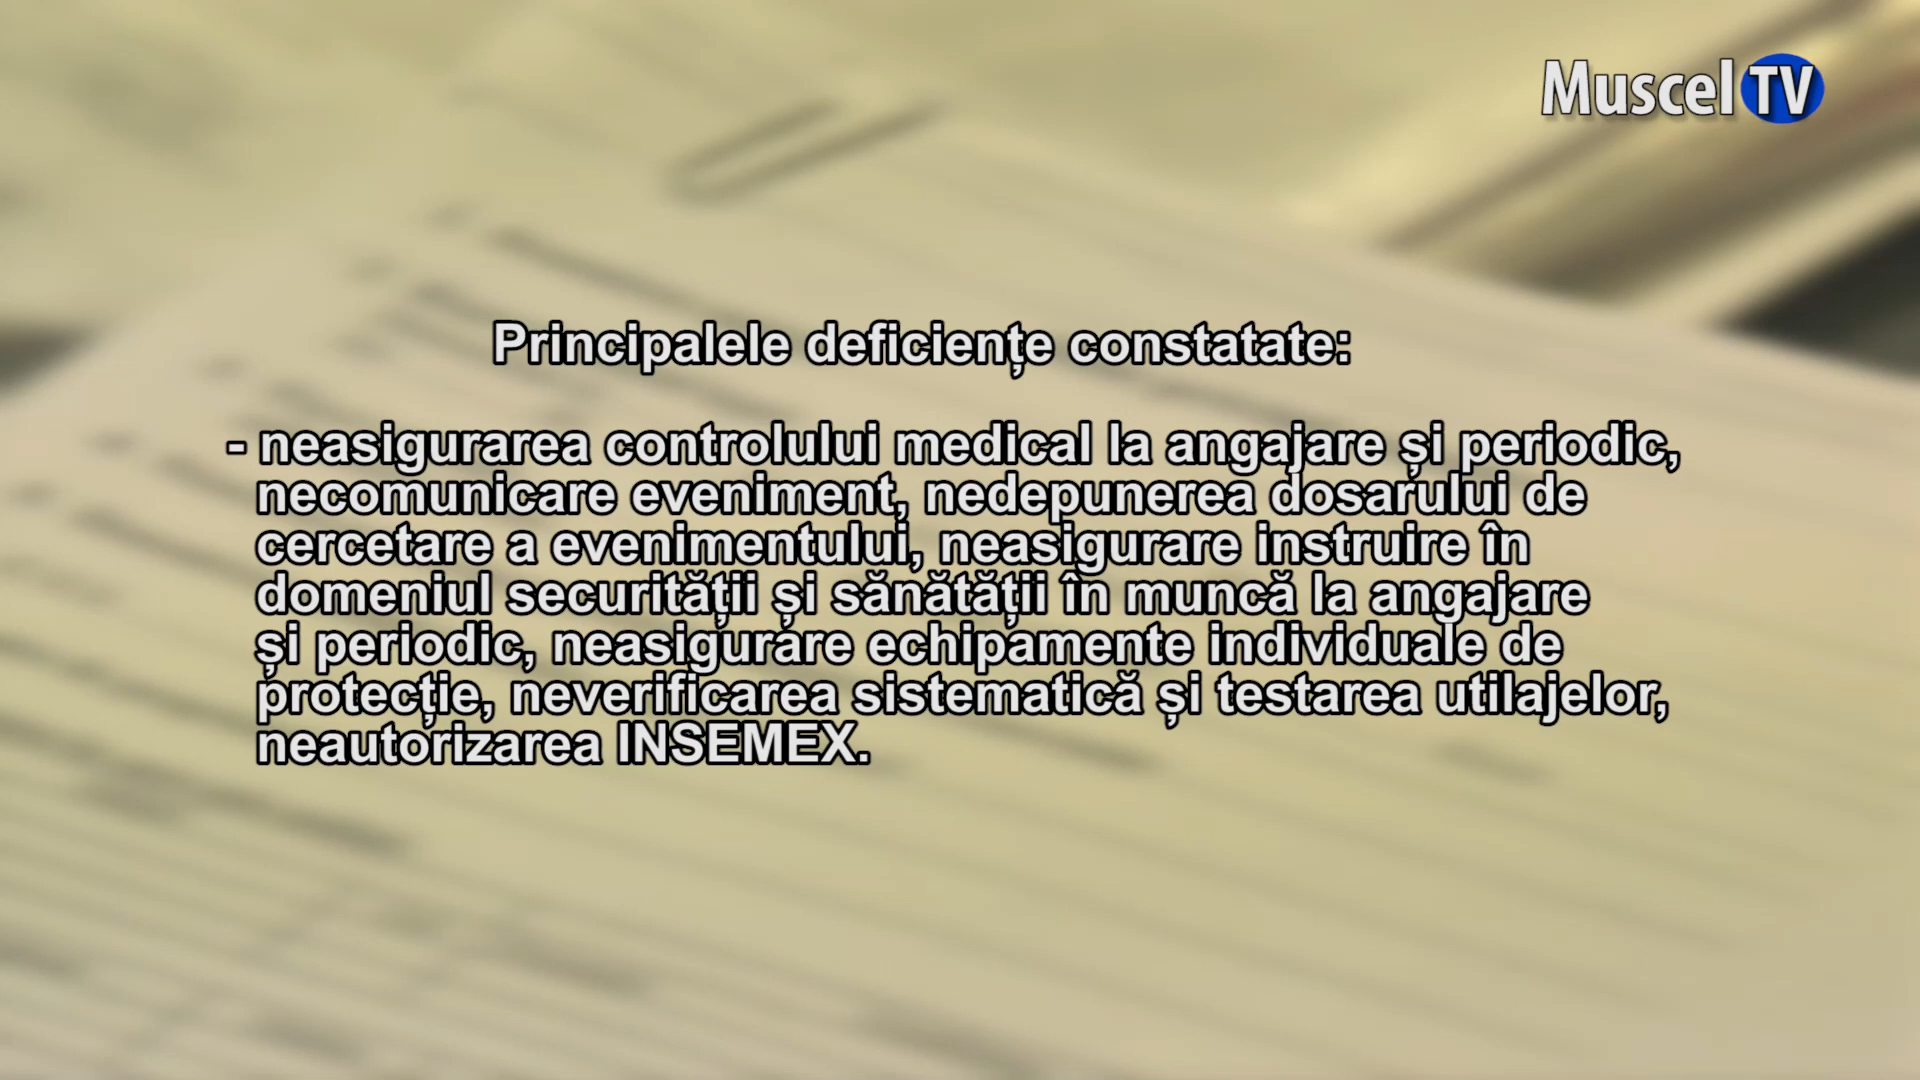 Muscel TV
Principalele deficiențe constatate:
- neasigurarea controlului medical la angajare și periodic,
necomunicare eveniment, nedepunerea dosarului de
cercetare a evenimentului, neasigurare instruire în
domeniul securității și sănătății în muncă la angajare
și periodic, neasigurare echipamente individuale de
protecție, neverificarea sistematică și testarea utilajelor,
neautorizarea INSEMEX.